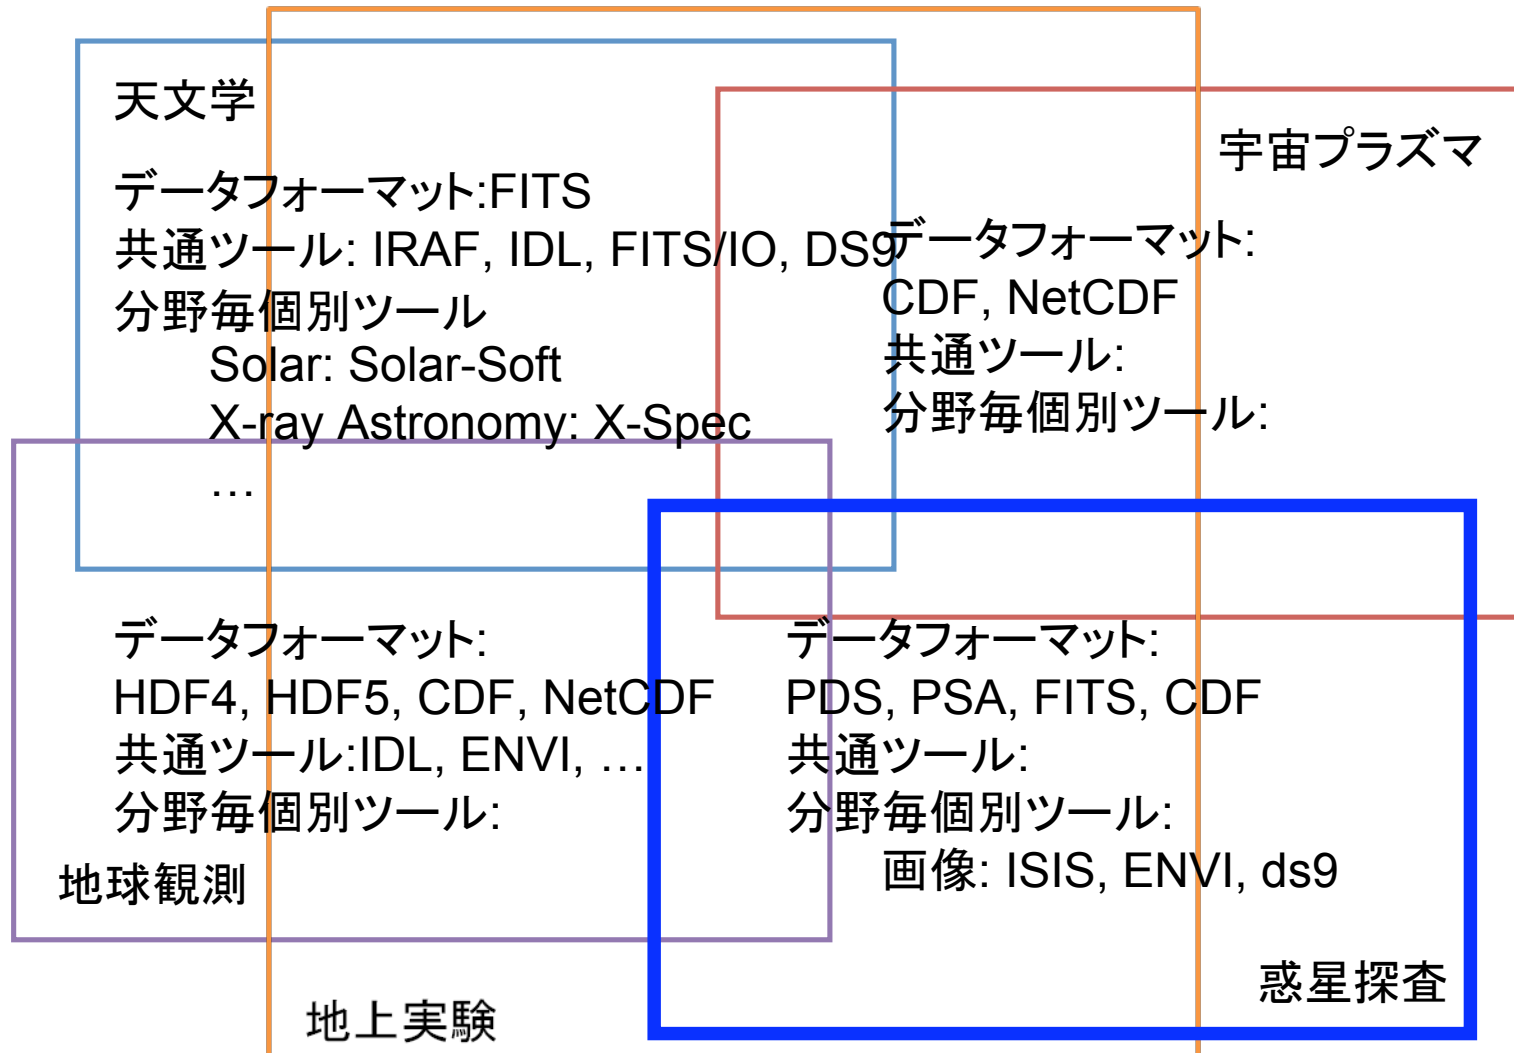 天文学
データフォーマット:FITS
共通ツール: IRAF, IDL, FITS/IO, DS9
分野毎個別ツール
Solar: Solar-Soft
X-ray Astronomy: X-Spec
…
宇宙プラズマ
データフォーマット:
CDF, NetCDF
共通ツール:
分野毎個別ツール:
データフォーマット:
HDF4, HDF5, CDF, NetCDF
共通ツール:IDL, ENVI, …
分野毎個別ツール:
地球観測
データフォーマット:
PDS, PSA, FITS, CDF
共通ツール:
分野毎個別ツール:
画像: ISIS, ENVI, ds9
惑星探査
地上実験